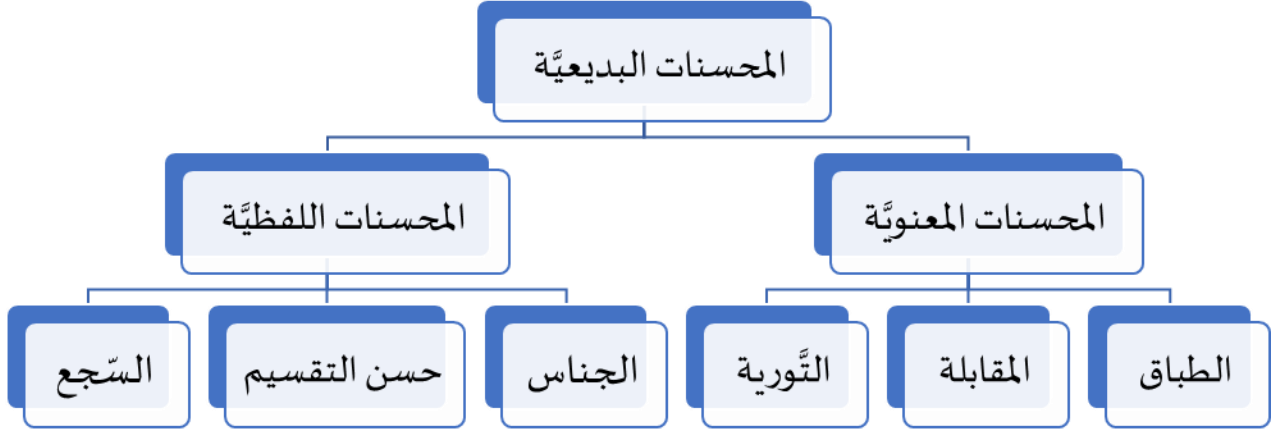 المحسنات البديعيَّة
المحسنات المعنويَّة
المحسنات اللفظيَّة
الطباق
المقابلة
التَّورية
الجناس
حسن التقسيم
السّجع